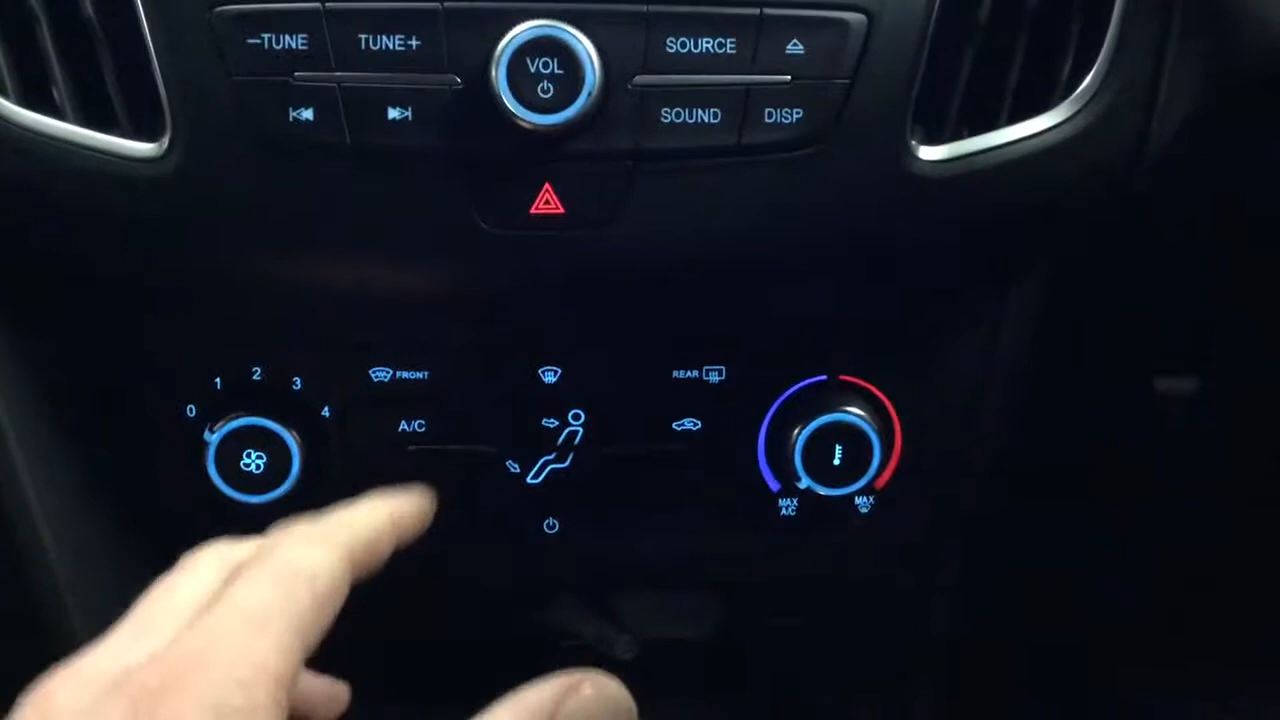 −TUNE TUNE+ VOL SOURCE
SOUND DISP
0 1 2 3 4
FRONT
REAR
A/C
MAX A/C
MAX